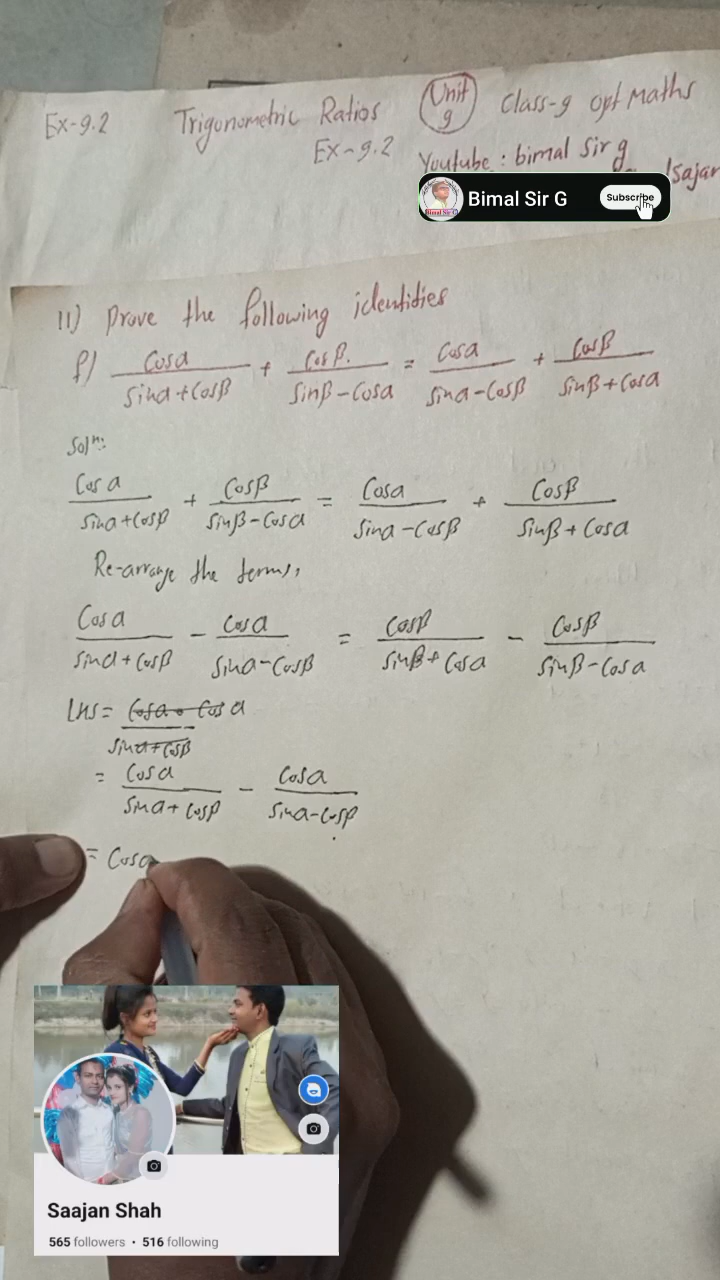 Ex-9.2 Trigonometric Ratios Unit 9 Class-9 opt Maths
Ex-9.2 Youtube : bimal Sir g
Bimal Sir G Subscribe
11) Prove the following identities
f) Cosα/(Sinα+Cosβ) + Cosβ/(Sinβ-Cosα) = Cosα/(Sinα-Cosβ) + Cosβ/(Sinβ+Cosα)
Solⁿ:
Cosα/(Sinα+Cosβ) + Cosβ/(Sinβ-Cosα) = Cosα/(Sinα-Cosβ) + Cosβ/(Sinβ+Cosα)
Re-arrange the terms,
Cosα/(Sinα+Cosβ) - Cosα/(Sinα-Cosβ) = Cosβ/(Sinβ+Cosα) - Cosβ/(Sinβ-Cosα)
LHS =
= Cosα/(Sinα+Cosβ) - Cosα/(Sinα-Cosβ)
= Cosα
Saajan Shah
565 followers • 516 following